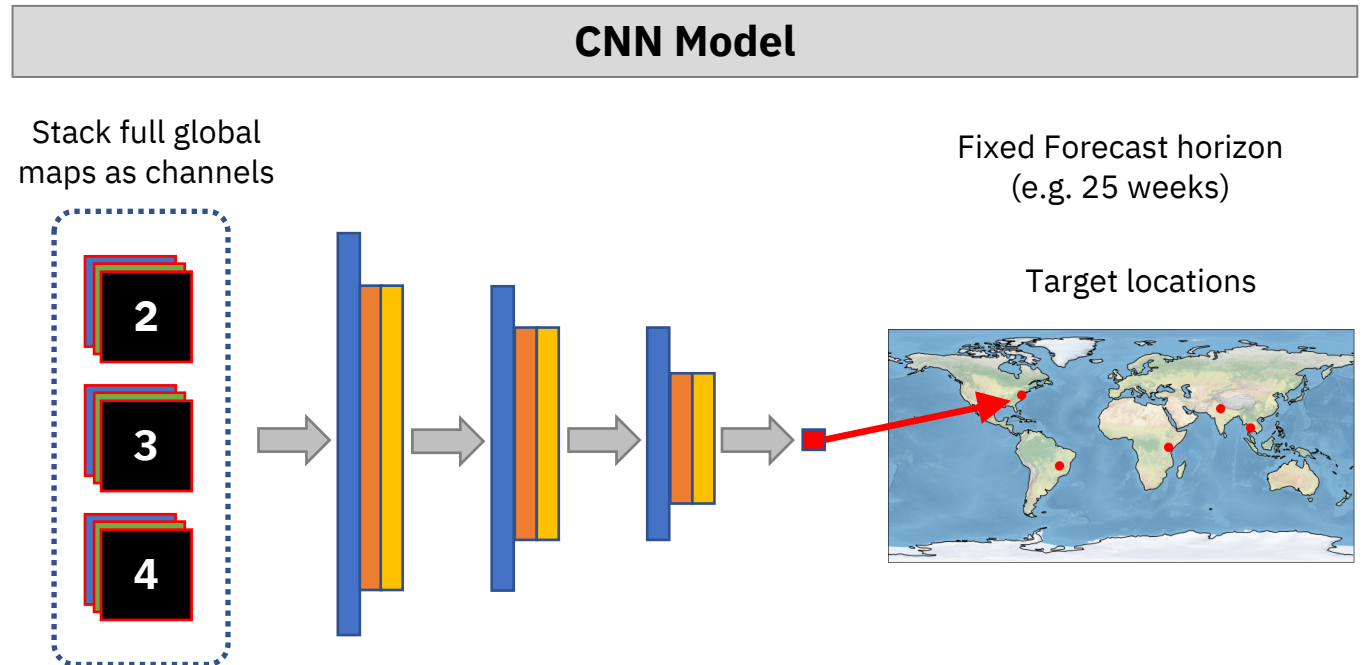 CNN Model
Stack full global
maps as channels
2
3
4
Fixed Forecast horizon
(e.g. 25 weeks)
Target locations